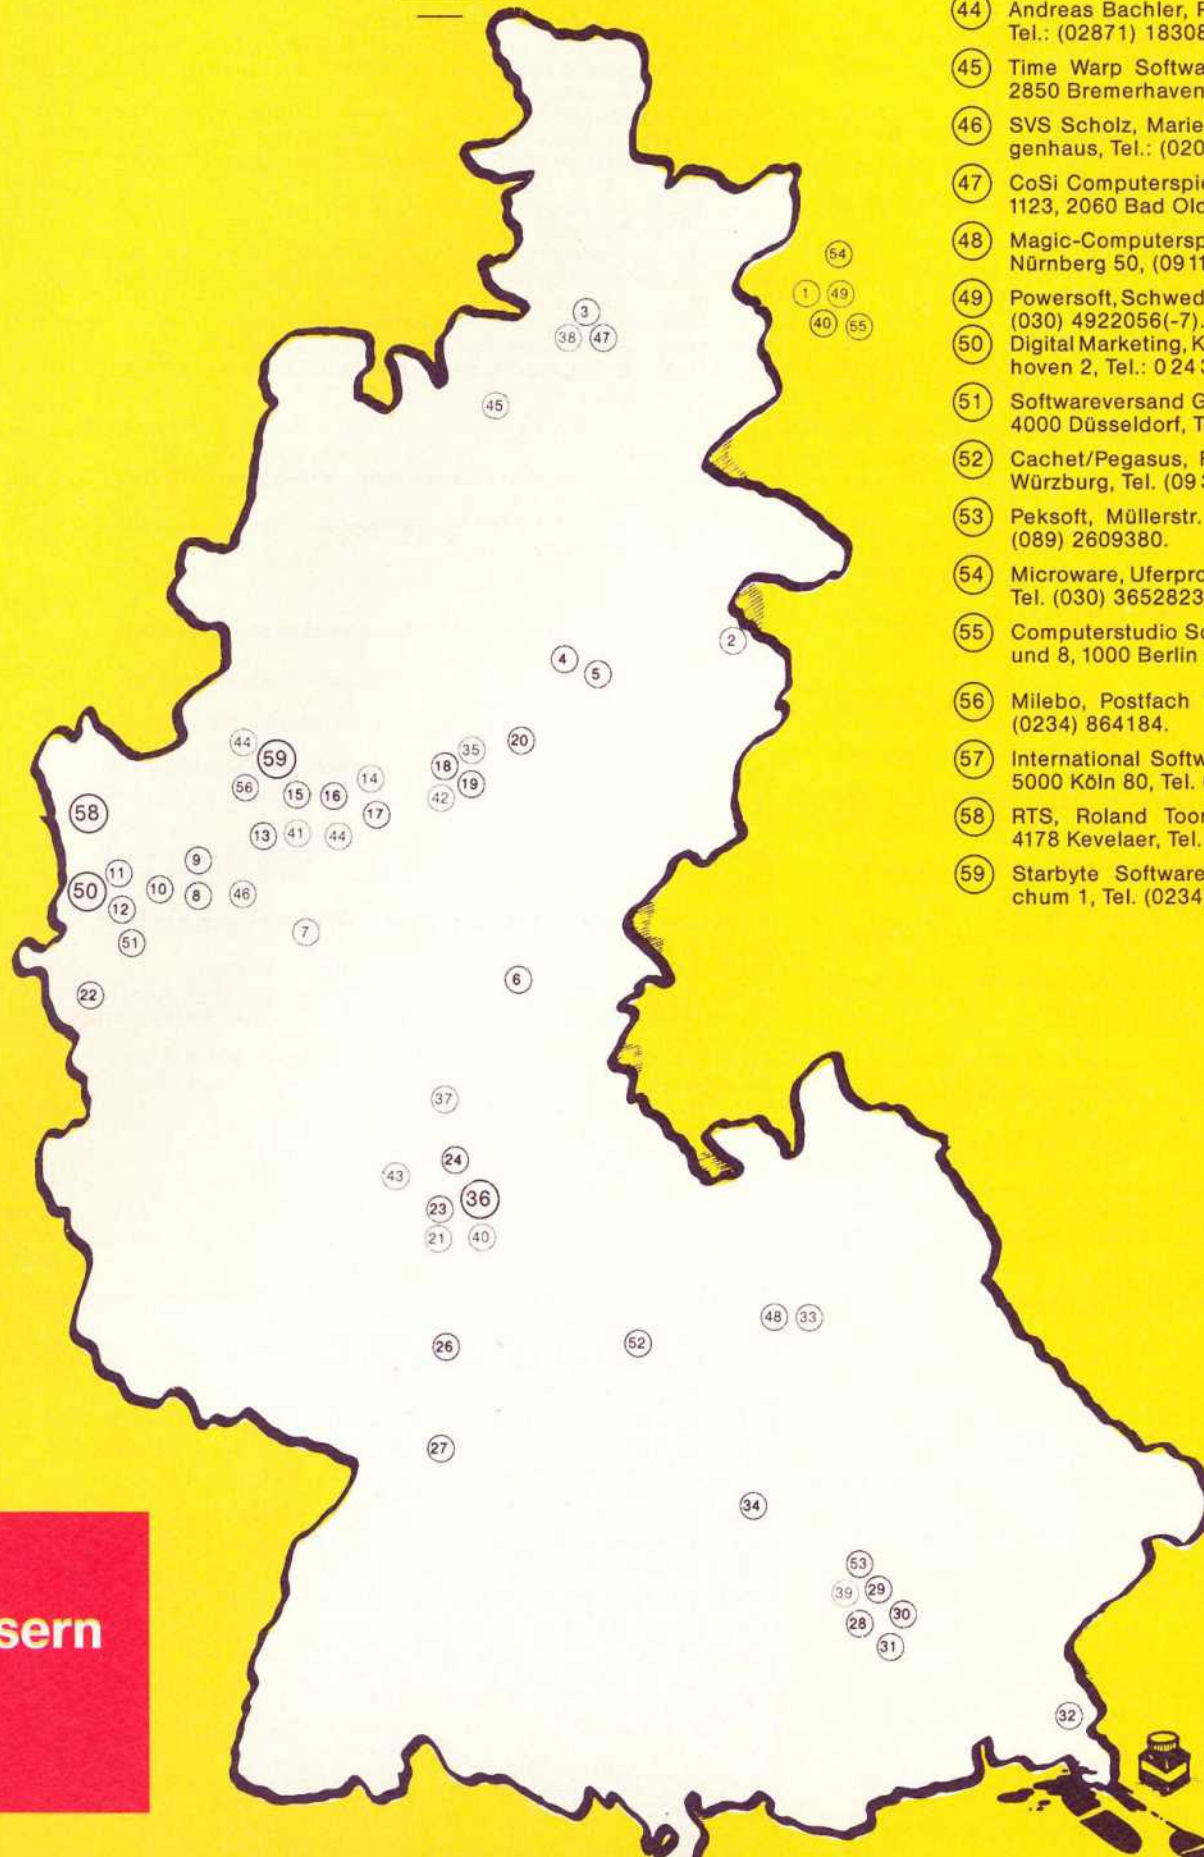 44 Andreas Bachler, P
Tel.: (02871) 18308
45 Time Warp Softwa
2850 Bremerhaven
46 SVS Scholz, Marie
genhaus, Tel.: (020
47 CoSi Computerspie
1123, 2060 Bad Old
48 Magic-Computersp
Nürnberg 50, (0911
49 Powersoft, Schwed
(030) 4922056(-7).
50 Digital Marketing, K
hoven 2, Tel.: 0243
51 Softwareversand G
4000 Düsseldorf, T
52 Cachet/Pegasus, F
Würzburg, Tel. (093
53 Peksoft, Müllerstr.
(089) 2609380.
54 Microware, Uferpro
Tel. (030) 3652823
55 Computerstudio Sc
und 8, 1000 Berlin
56 Milebo, Postfach
(0234) 864184.
57 International Softw
5000 Köln 80, Tel.
58 RTS, Roland Toor
4178 Kevelaer, Tel.
59 Starbyte Software
chum 1, Tel. (0234
54
1 49
40 55
3
38 47
45
2
4
5
20
44
59
35
18
14
19
56
15 16
42
58
17
13 41 44
9
11
50
10
8
46
12
51
7
6
22
37
24
43
36
23
21 40
48 33
26
52
27
34
53
39 29
30
28
31
32
sern